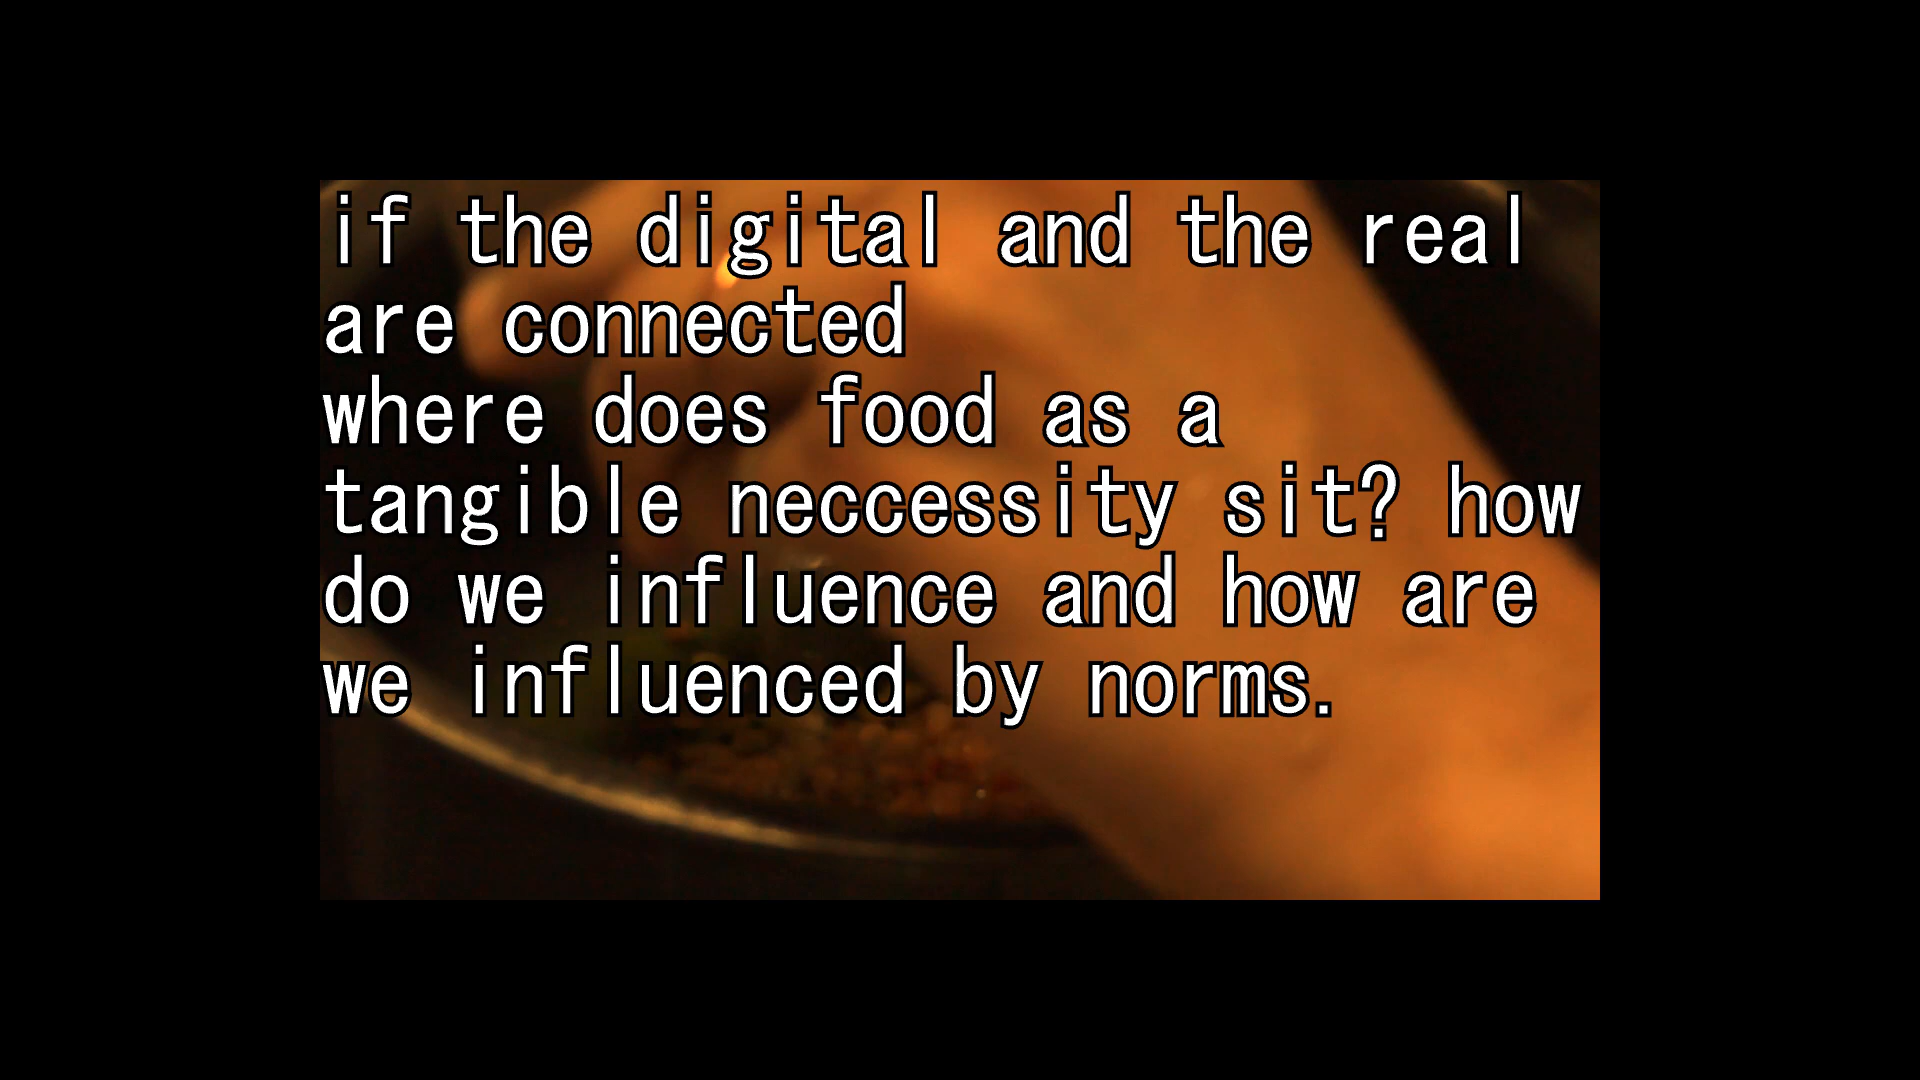 if the digital and the real
are connected
where does food as a
tangible neccessity sit? how
do we influence and how are
we influenced by norms.